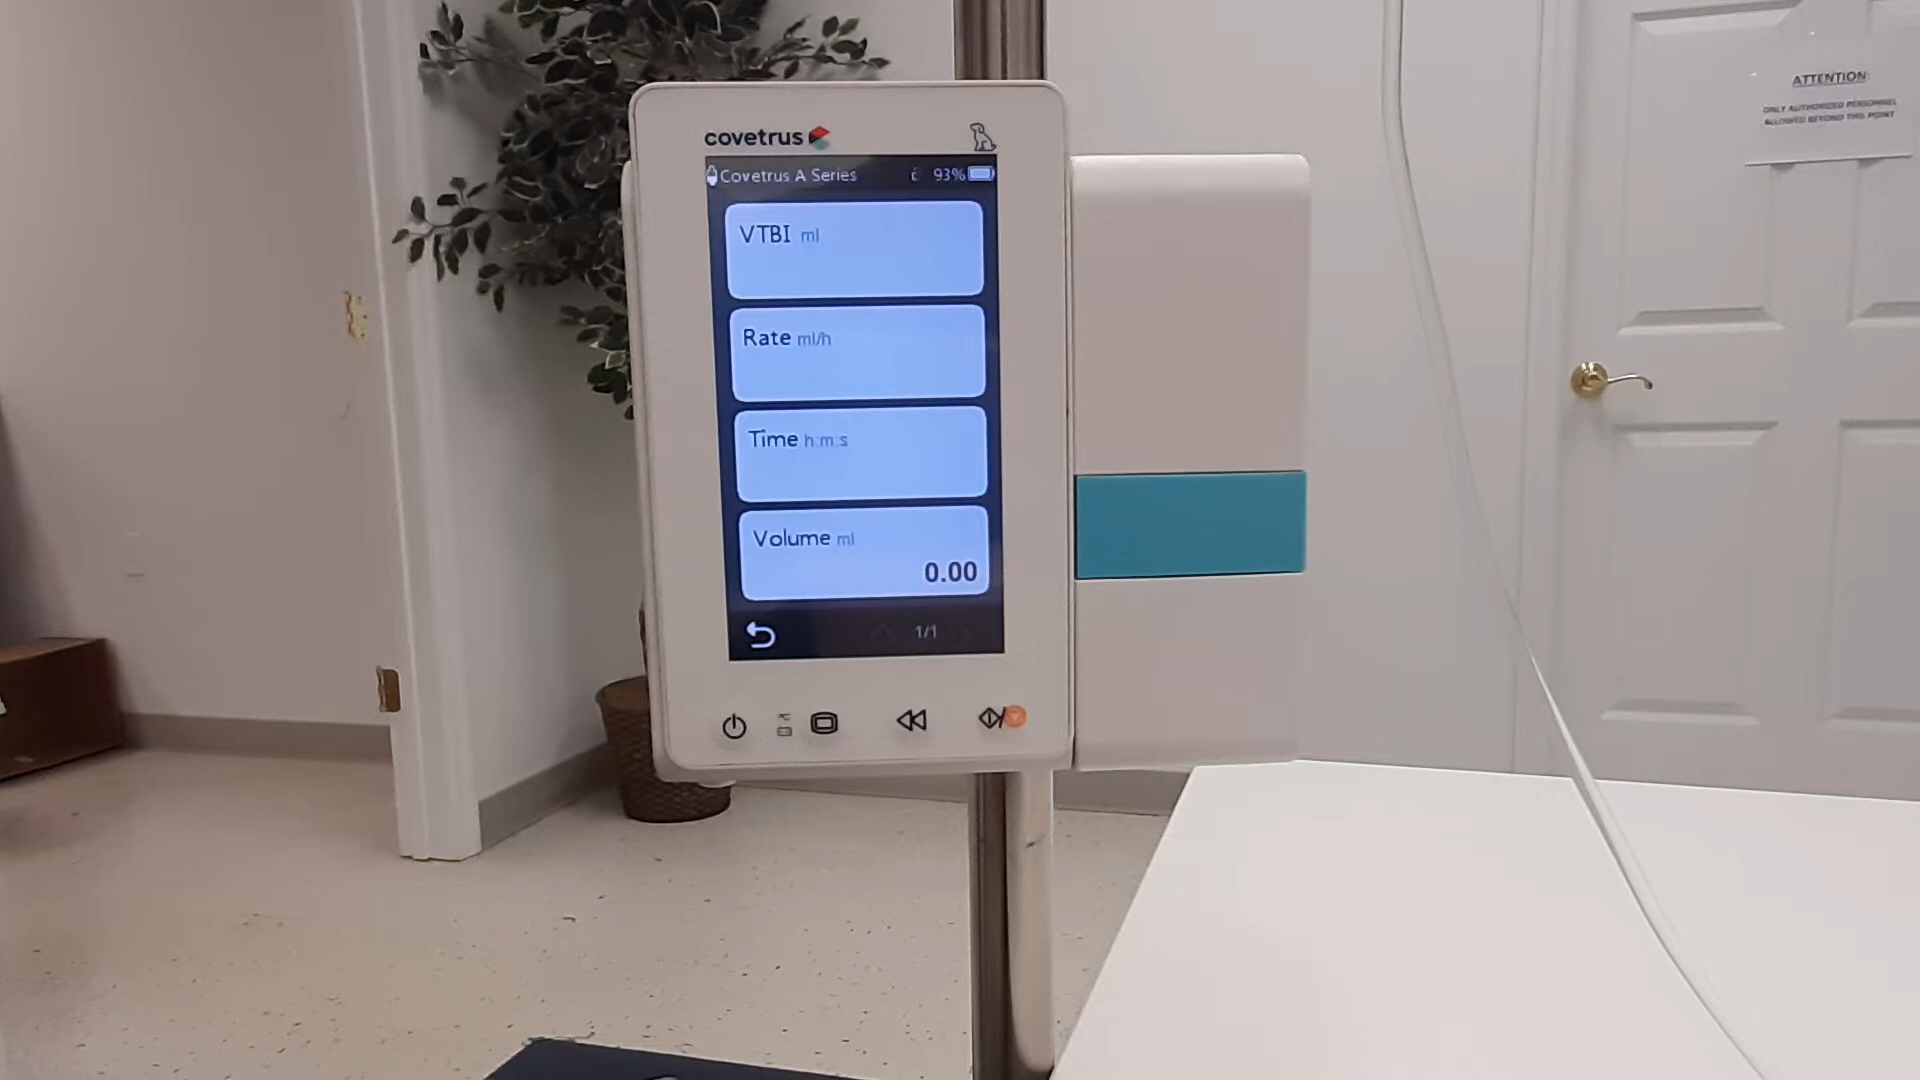 covetrus
Covetrus A Series 93%
VTBI ml
Rate ml/h
Time h:m:s
Volume ml
0.00
1/1
ATTENTION:
ONLY AUTHORIZED PERSONNEL
ALLOWED BEYOND THIS POINT